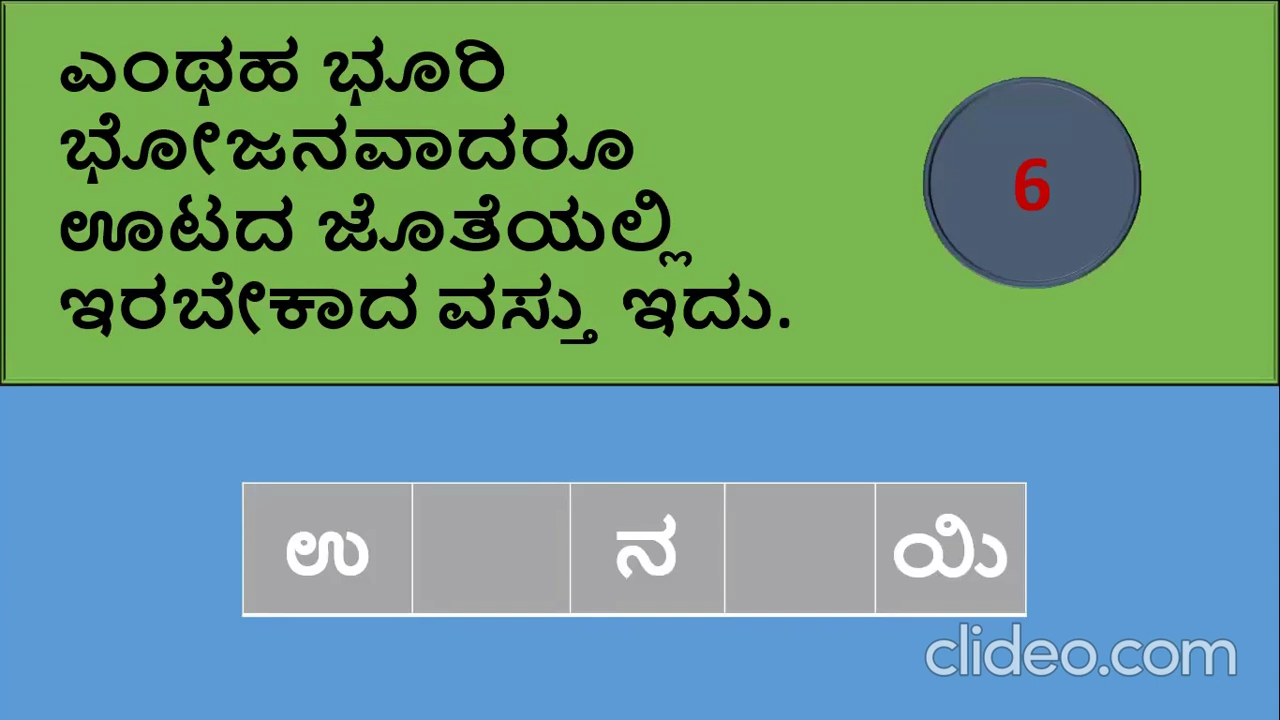 ಎಂಥಹ ಭೂರಿ
ಭೋಜನವಾದರೂ
ಊಟದ ಜೊತೆಯಲ್ಲಿ
ಇರಬೇಕಾದ ವಸ್ತು ಇದು.
6
ಉ ನ ಯಿ
clideo.com